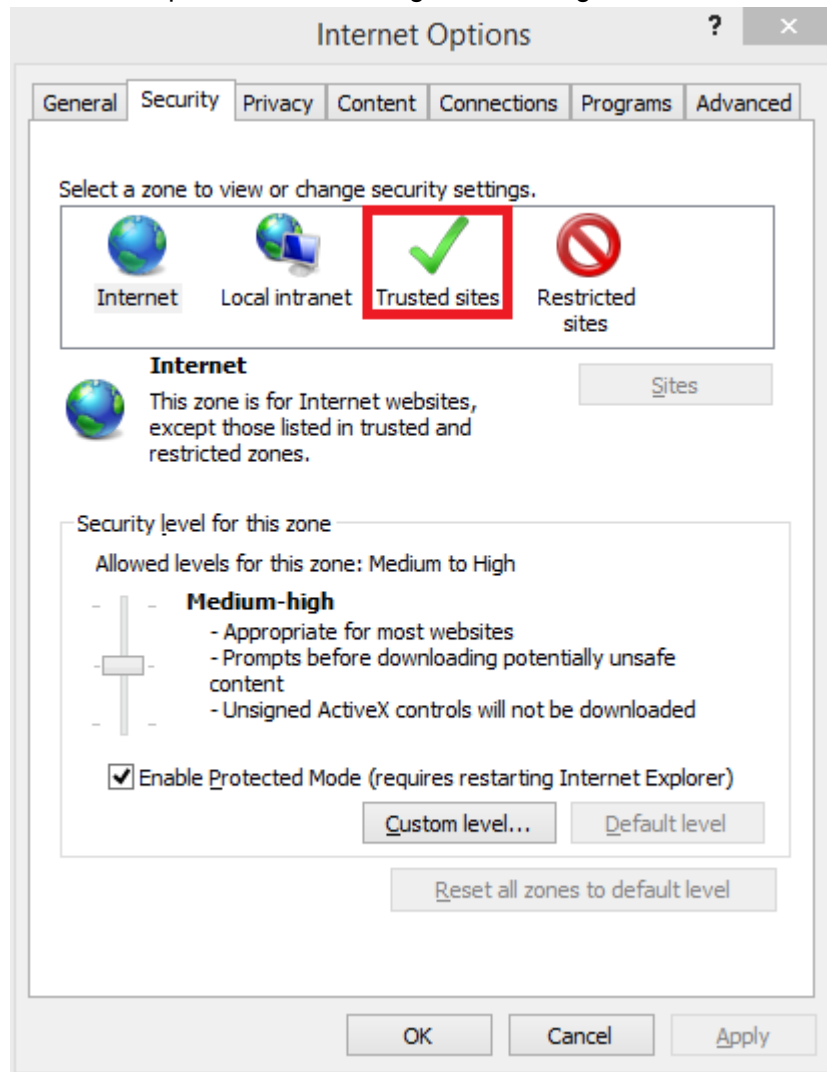 Internet Options
?
×
General Security Privacy Content Connections Programs Advanced
Select a zone to view or change security settings.
Internet Local intranet Trusted sites Restricted
sites
Internet
Sites
This zone is for Internet websites,
except those listed in trusted and
restricted zones.
Security level for this zone
Allowed levels for this zone: Medium to High
Medium-high
- Appropriate for most websites
- Prompts before downloading potentially unsafe
content
- Unsigned ActiveX controls will not be downloaded
Enable Protected Mode (requires restarting Internet Explorer)
Custom level... Default level
Reset all zones to default level
OK Cancel Apply